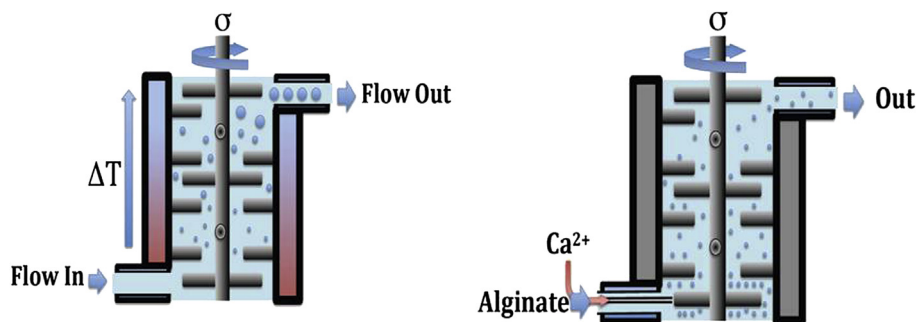 σ
Flow Out
ΔT
Flow In
σ
Out
Ca²⁺
Alginate